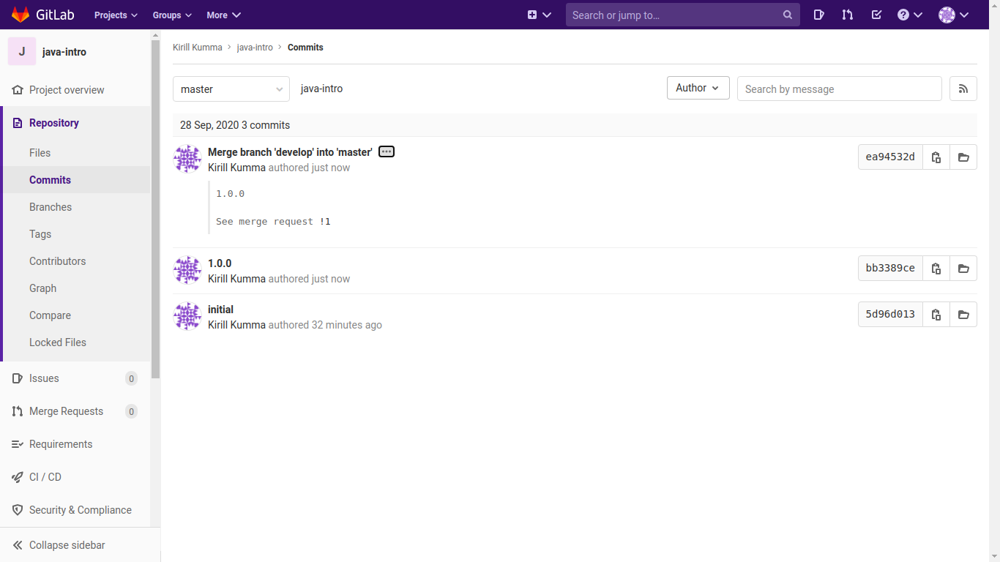 GitLab Projects Groups More Search or jump to...
J java-intro
Project overview
Repository
Files
Commits
Branches
Tags
Contributors
Graph
Compare
Locked Files
Issues 0
Merge Requests 0
Requirements
CI / CD
Security & Compliance
Collapse sidebar
Kirill Kumma > java-intro > Commits
master java-intro Author Search by message
28 Sep, 2020 3 commits
Merge branch 'develop' into 'master' ea94532d
Kirill Kumma authored just now
1.0.0
See merge request !1
1.0.0 bb3389ce
Kirill Kumma authored just now
initial 5d96d013
Kirill Kumma authored 32 minutes ago